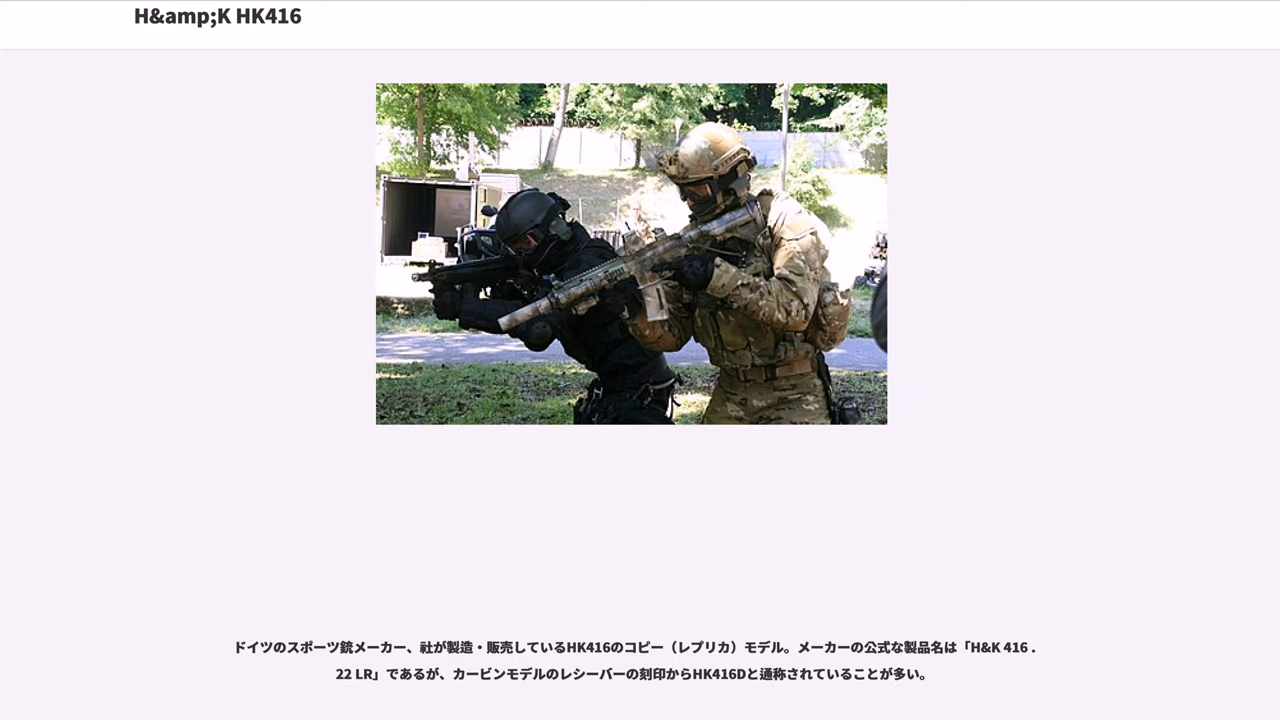 H&amp;K HK416
ドイツのスポーツ銃メーカー、社が製造・販売しているHK416のコピー（レプリカ）モデル。メーカーの公式な製品名は「H&K 416 .
22 LR」であるが、カービンモデルのレシーバーの刻印からHK416Dと通称されていることが多い。